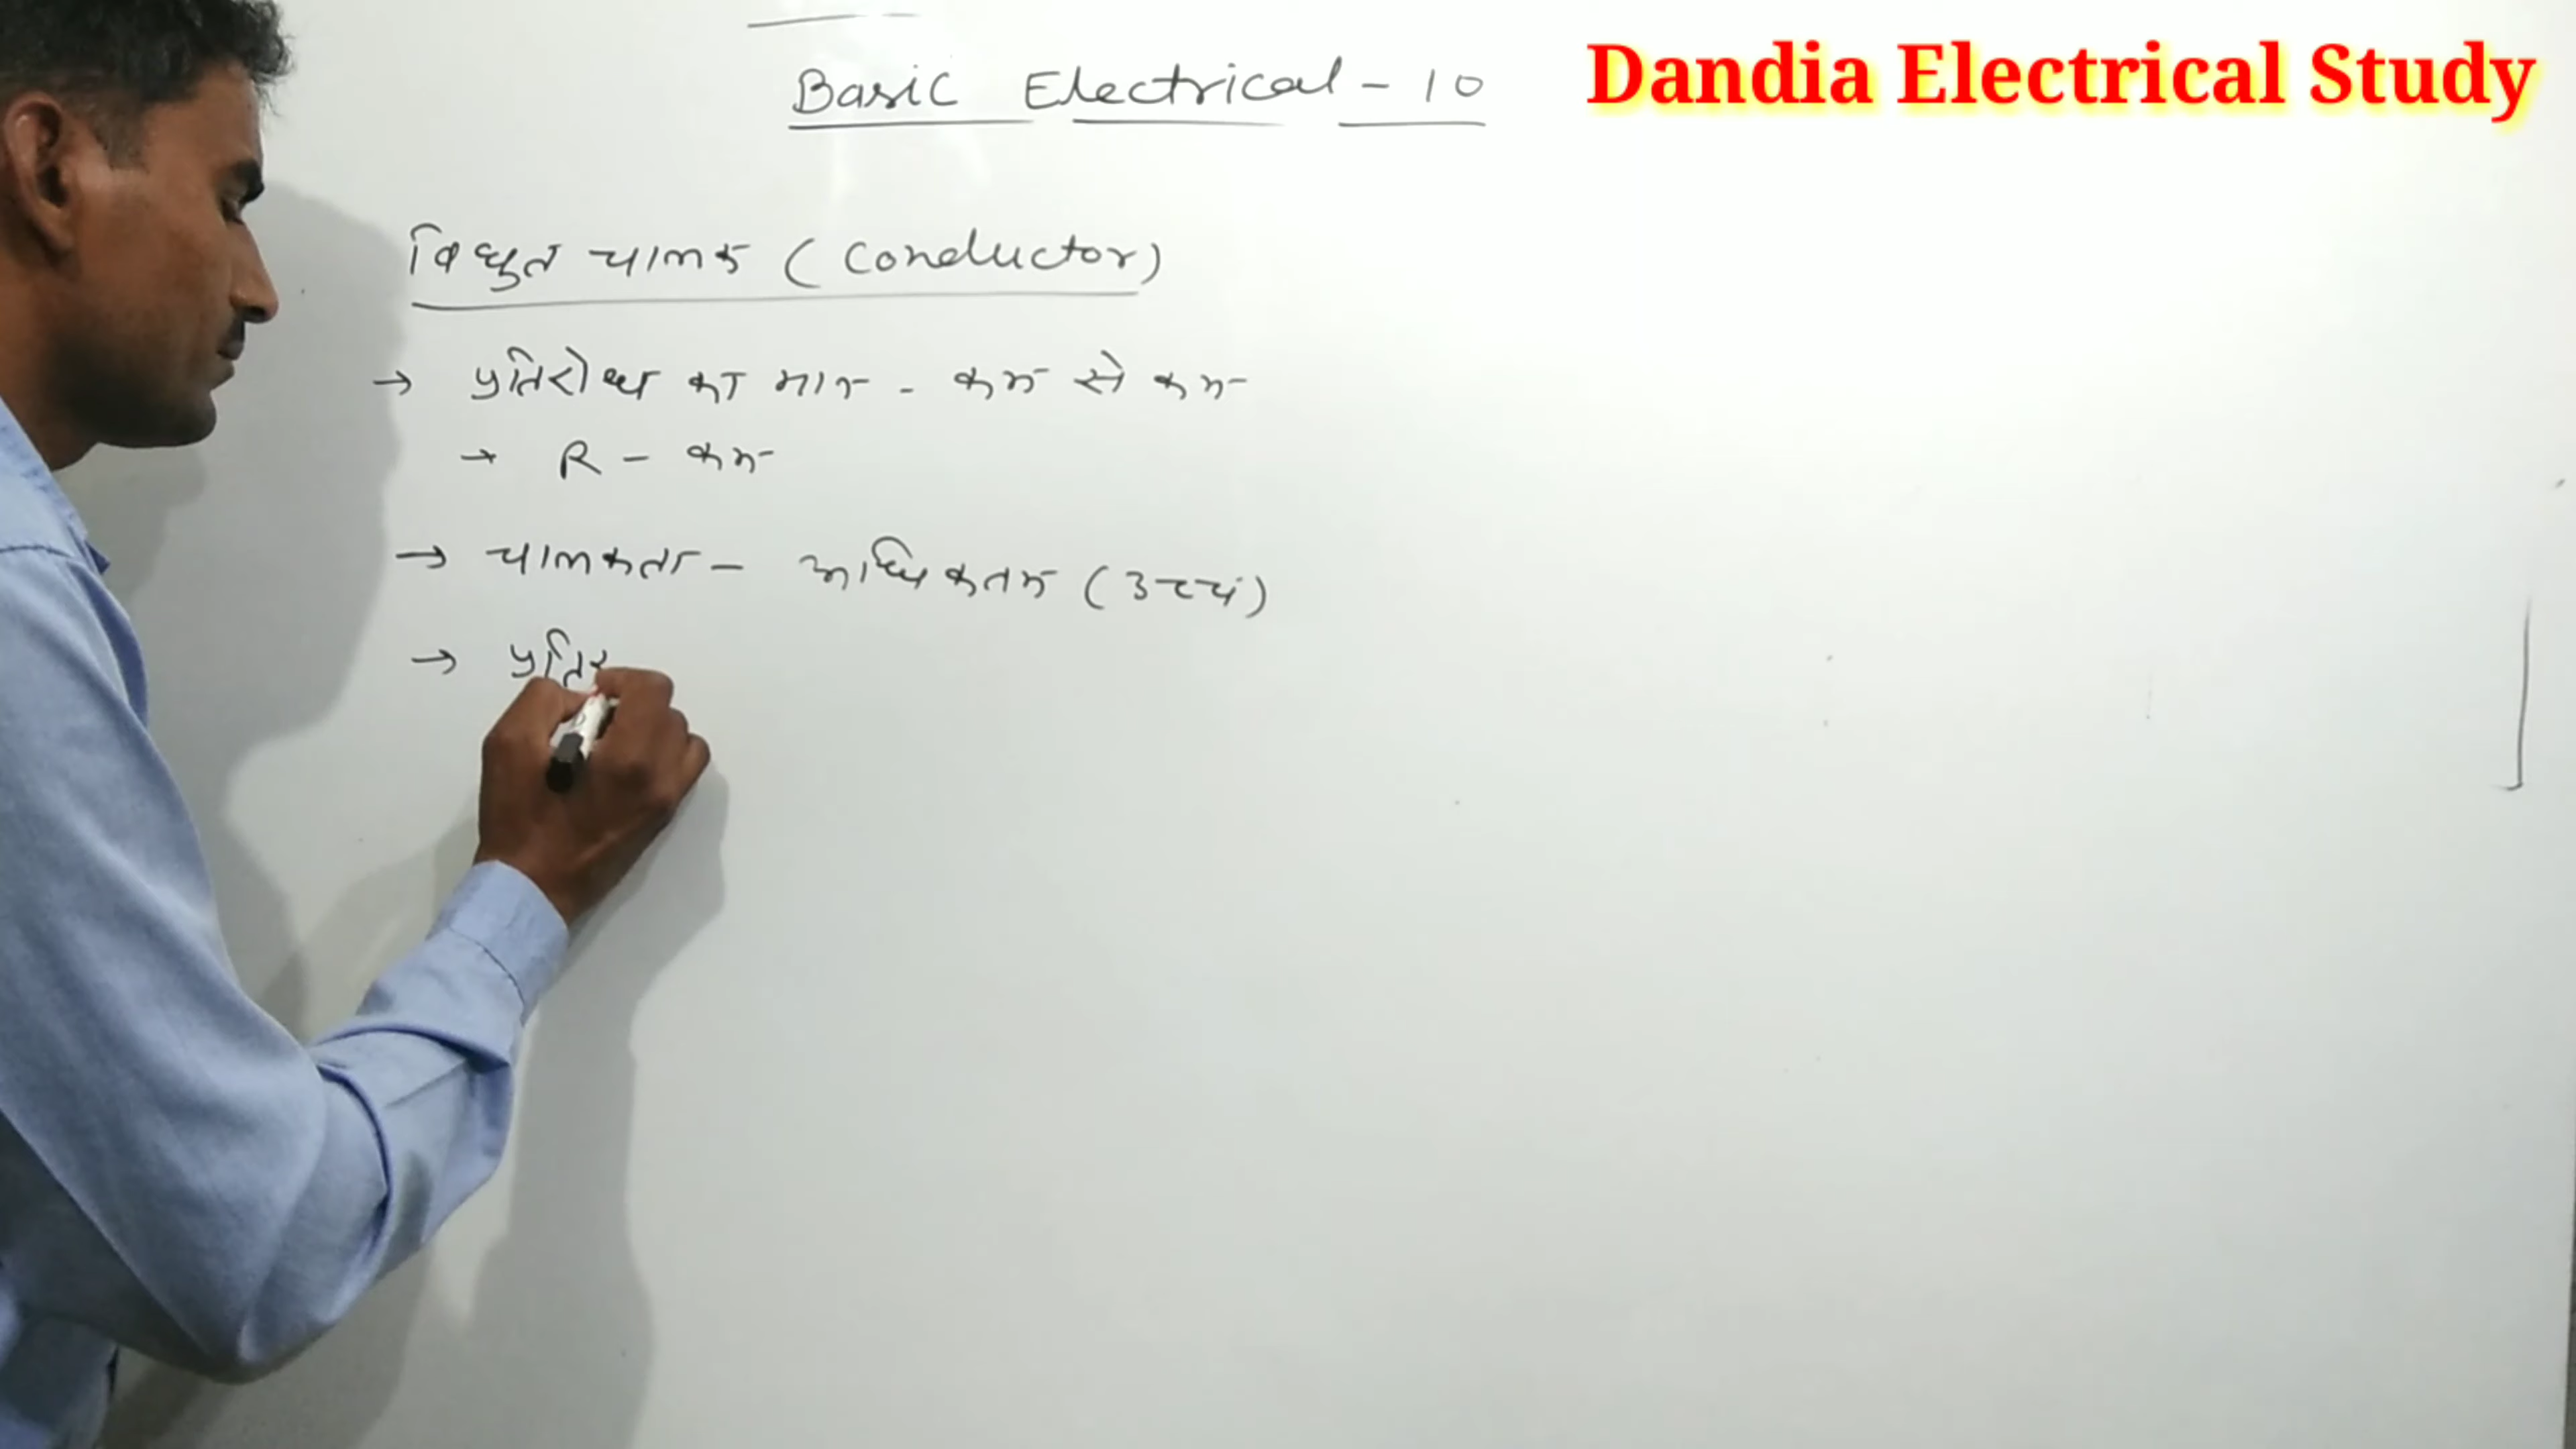 Basic Electrical - 10
Dandia Electrical Study
विधुत चालक (Conductor)
→ प्रतिरोध का मान - कम से कम
→ R - कम
→ चालकता - अधिकतम (उच्चं)
→ प्रतिर